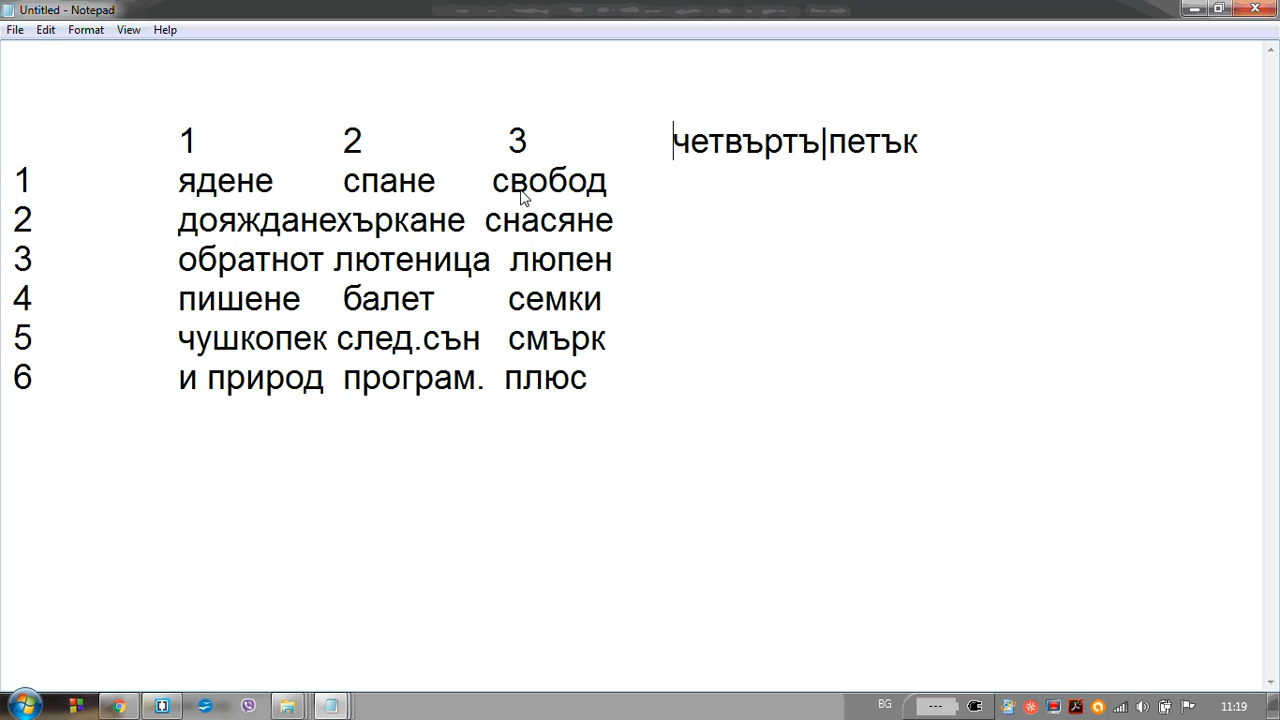 Untitled - Notepad
File Edit Format View Help
1 2 3 четвъртъ|петък
1 ядене спане свобод
2 дояжданехъркане снасяне
3 обратнот лютеница люпен
4 пишене балет семки
5 чушкопек след.сън смърк
6 и природ програм. плюс
BG --- 11:19